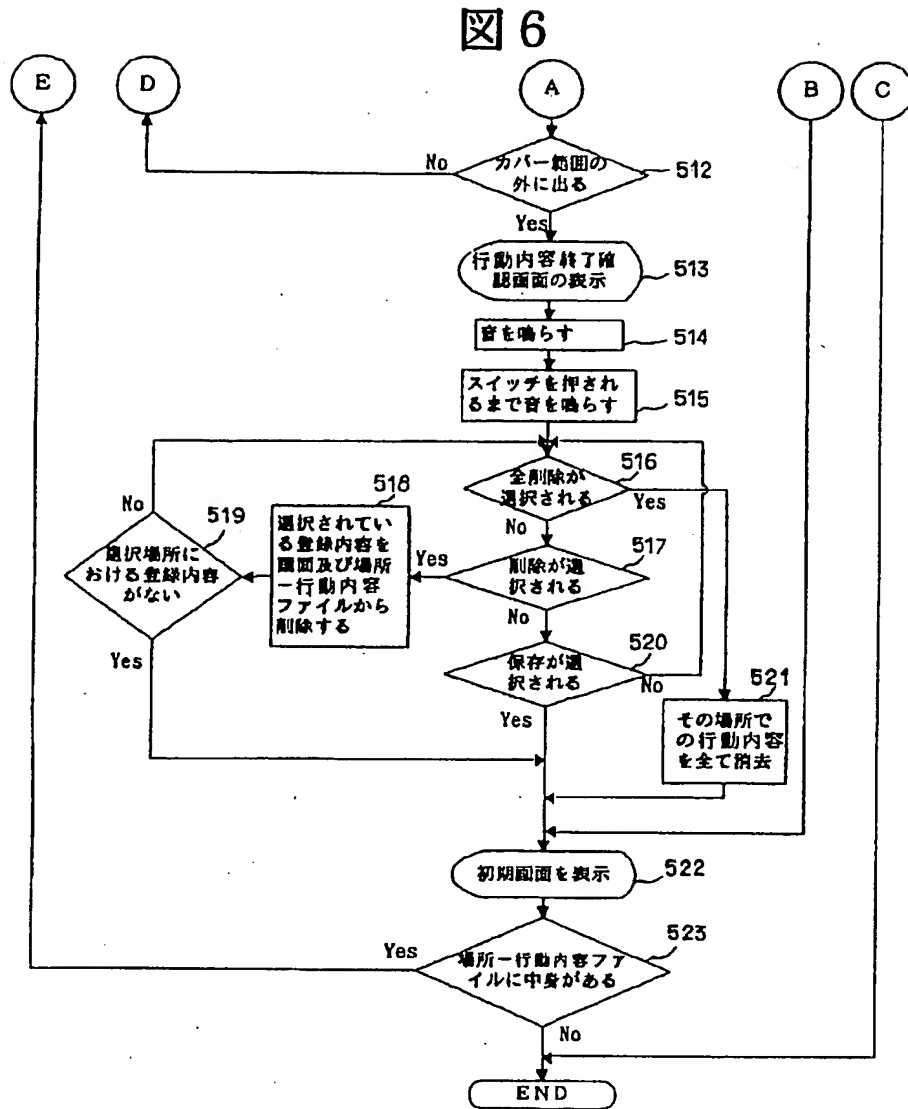 図6
E
D
A
B
C
カバー範囲の
外に出る
512
No
Yes
行動内容終了確
認画面の表示
513
音を鳴らす
514
スイッチを押され
るまで音を鳴らす
515
全削除が
選択される
516
Yes
No
削除が選
択される
517
Yes
No
518
選択されてい
る登録内容を
画面及び場所
ー行動内容
ファイルから
削除する
519
選択場所に
おける登録内容
がない
No
Yes
保存が選
択される
520
No
Yes
521
その場所で
の行動内容
を全て消去
初期画面を表示
522
場所ー行動内容ファ
イルに中身がある
523
Yes
No
END